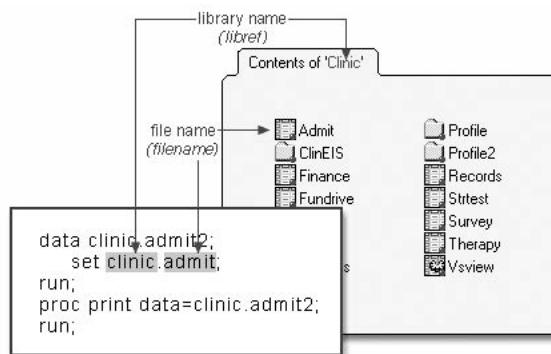 library name
(libref)
Contents of 'Clinic'
file name
(filename)
Admit
ClinEIS
Finance
Fundrive
Profile
Profile2
Records
Strtest
Survey
Therapy
Vsview
data clinic.admit2;
set clinic.admit;
run;
proc print data=clinic.admit2;
run;